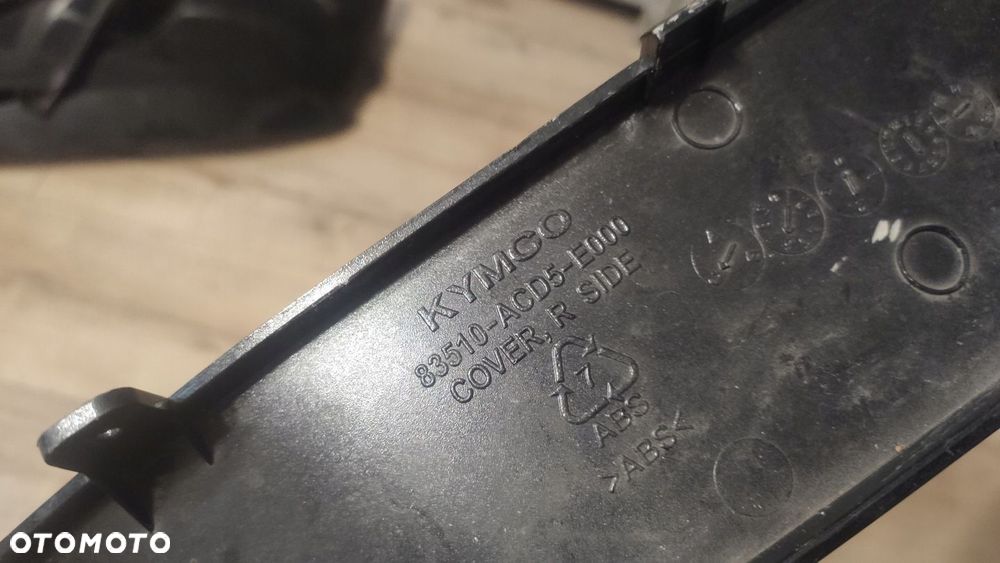 KYMCO
83510-ACD5-E000
COVER, R SIDE
7
ABS
>ABS<
OTOMOTO